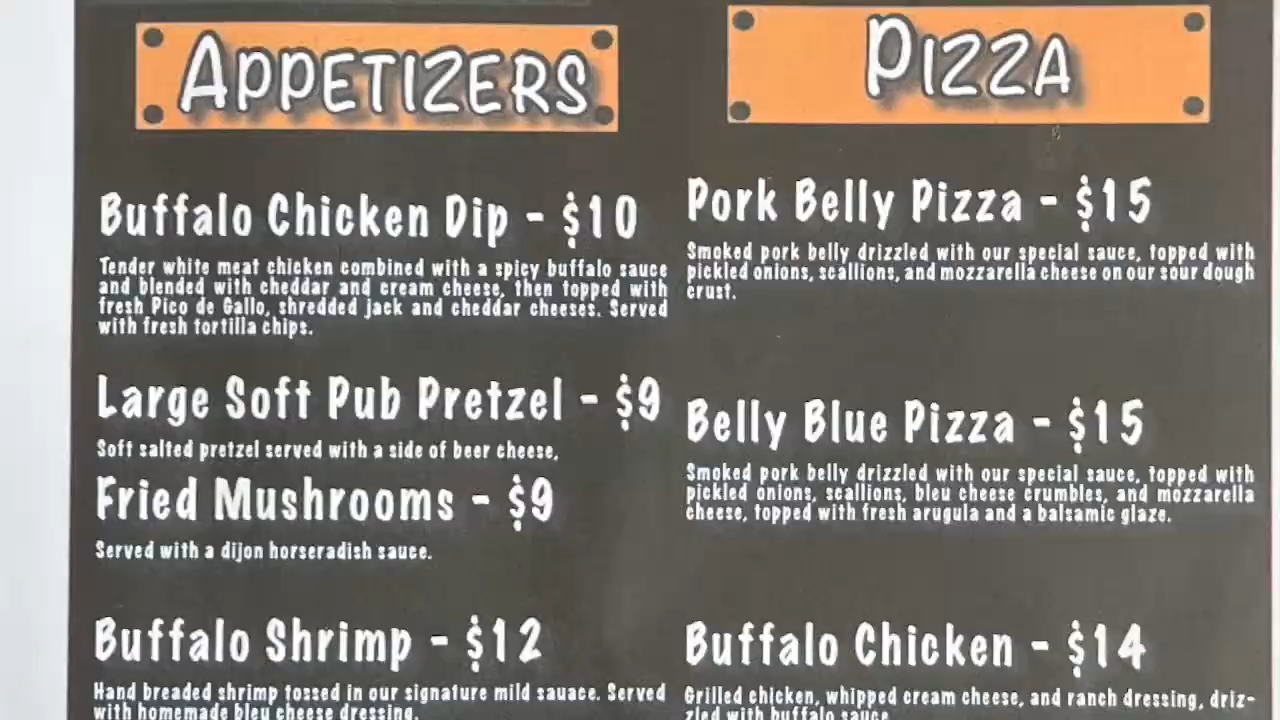 APPETIZERS
Buffalo Chicken Dip - $10
Tender white meat chicken combined with a spicy buffalo sauce
and blended with cheddar and cream cheese, then topped with
fresh Pico de Gallo, shredded jack and cheddar cheeses. Served
with fresh tortilla chips.
Large Soft Pub Pretzel - $9
Soft salted pretzel served with a side of beer cheese,
Fried Mushrooms - $9
Served with a dijon horseradish sauce.
Buffalo Shrimp - $12
Hand breaded shrimp tossed in our signature mild sauace. Served
with homemade bleu cheese dressing.
PIZZA
Pork Belly Pizza - $15
Smoked pork belly drizzled with our special sauce, topped with
pickled onions, scallions, and mozzarella cheese on our sour dough
crust.
Belly Blue Pizza - $15
Smoked pork belly drizzled with our special sauce, topped with
pickled onions, scallions, bleu cheese crumbles, and mozzarella
cheese, topped with fresh arugula and a balsamic glaze.
Buffalo Chicken - $14
Grilled chicken, whipped cream cheese, and ranch dressing, driz-
zled with buffalo sauce